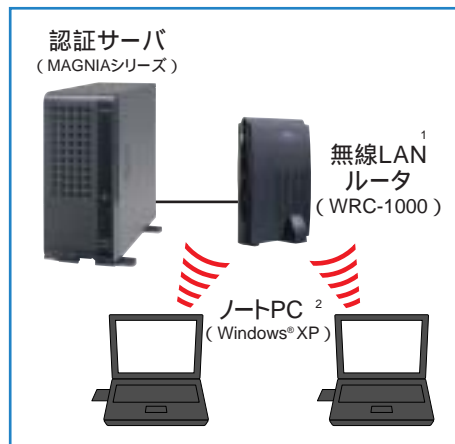 認証サーバ
（MAGNIAシリーズ）
無線LAN 1
ルータ
（WRC-1000）
ノートPC 2
（Windows® XP）